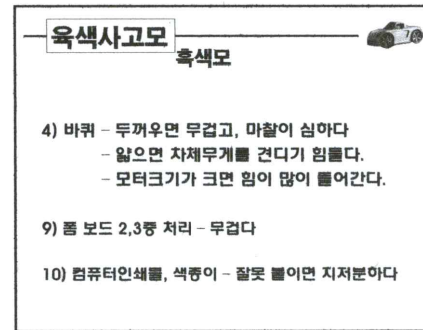 육색사고모
흑색모
4) 바퀴 – 두꺼우면 무겁고, 마찰이 심하다
– 얇으면 차체무게를 견디기 힘들다.
– 모터크기가 크면 힘이 많이 들어간다.
9) 폼 보드 2,3중 처리 – 무겁다
10) 컴퓨터인쇄물, 색종이 – 잘못 붙이면 지저분하다